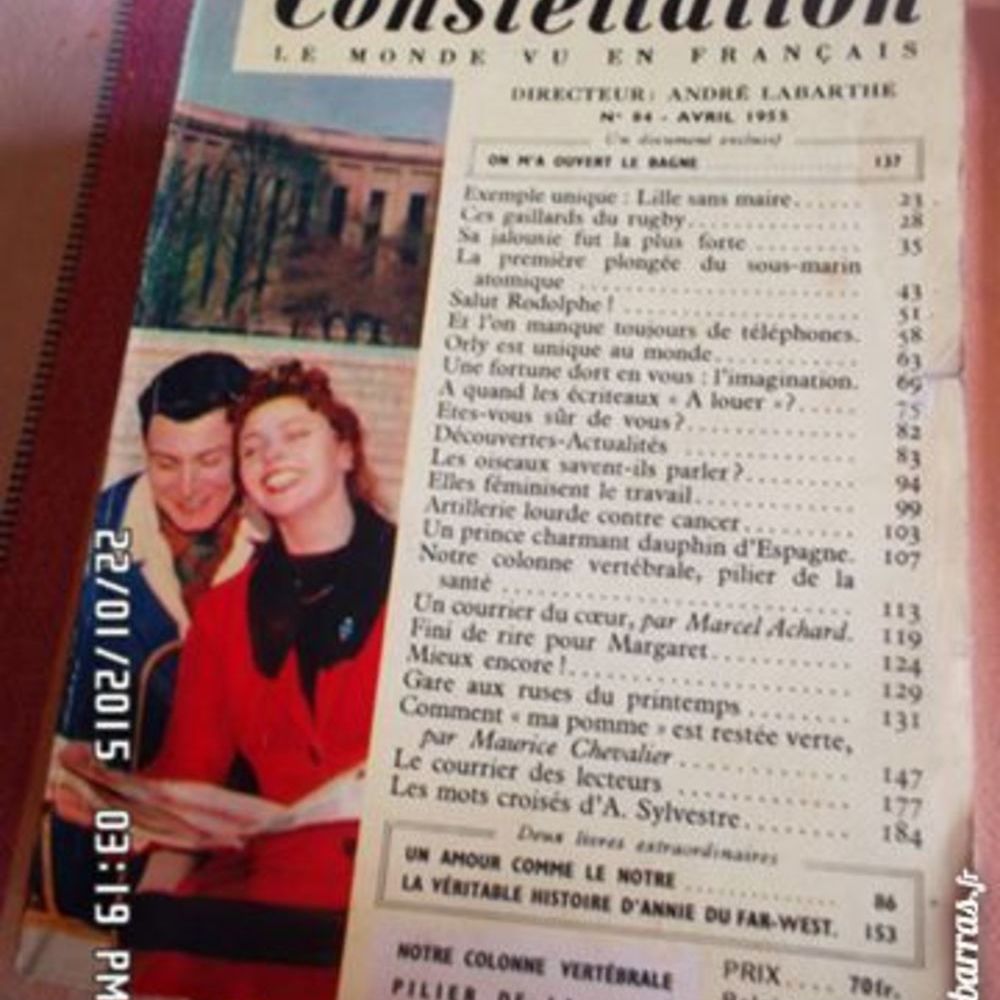 Constellation
LE MONDE VU EN FRANÇAIS
DIRECTEUR: ANDRÉ LABARTHE
N° 84 - AVRIL 1955
Un document exclusif
ON M'A OUVERT LE BAGNE 137
Exemple unique : Lille sans maire...... 23
Ces gaillards du rugby............ 28
Sa jalousie fut la plus forte ......... 35
La première plongée du sous-marin
atomique .................... 43
Salut Rodolphe ! .................. 51
Et l'on manque toujours de téléphones. 58
Orly est unique au monde........... 63
Une fortune dort en vous : l'imagination. 69
A quand les écriteaux « A louer »?..... 75
Êtes-vous sûr de vous?............. 82
Découvertes-Actualités ............ 83
Les oiseaux savent-ils parler?........ 94
Elles féminisent le travail........... 99
Artillerie lourde contre cancer........ 103
Un prince charmant dauphin d'Espagne. 107
Notre colonne vertébrale, pilier de la
santé ...................... 113
Un courrier du cœur, par Marcel Achard. 119
Fini de rire pour Margaret.......... 124
Mieux encore!.................. 129
Gare aux ruses du printemps ........ 131
Comment « ma pomme » est restée verte,
par Maurice Chevalier ............ 147
Le courrier des lecteurs ............ 177
Les mots croisés d'A. Sylvestre........ 184
Deux livres extraordinaires
UN AMOUR COMME LE NOTRE ........... 86
LA VÉRITABLE HISTOIRE D'ANNIE DU FAR-WEST. 153
NOTRE COLONNE VERTÉBRALE
PILIER DE
PRIX .... 70fr.
22/01/2015 03:19 PM
barras.fr